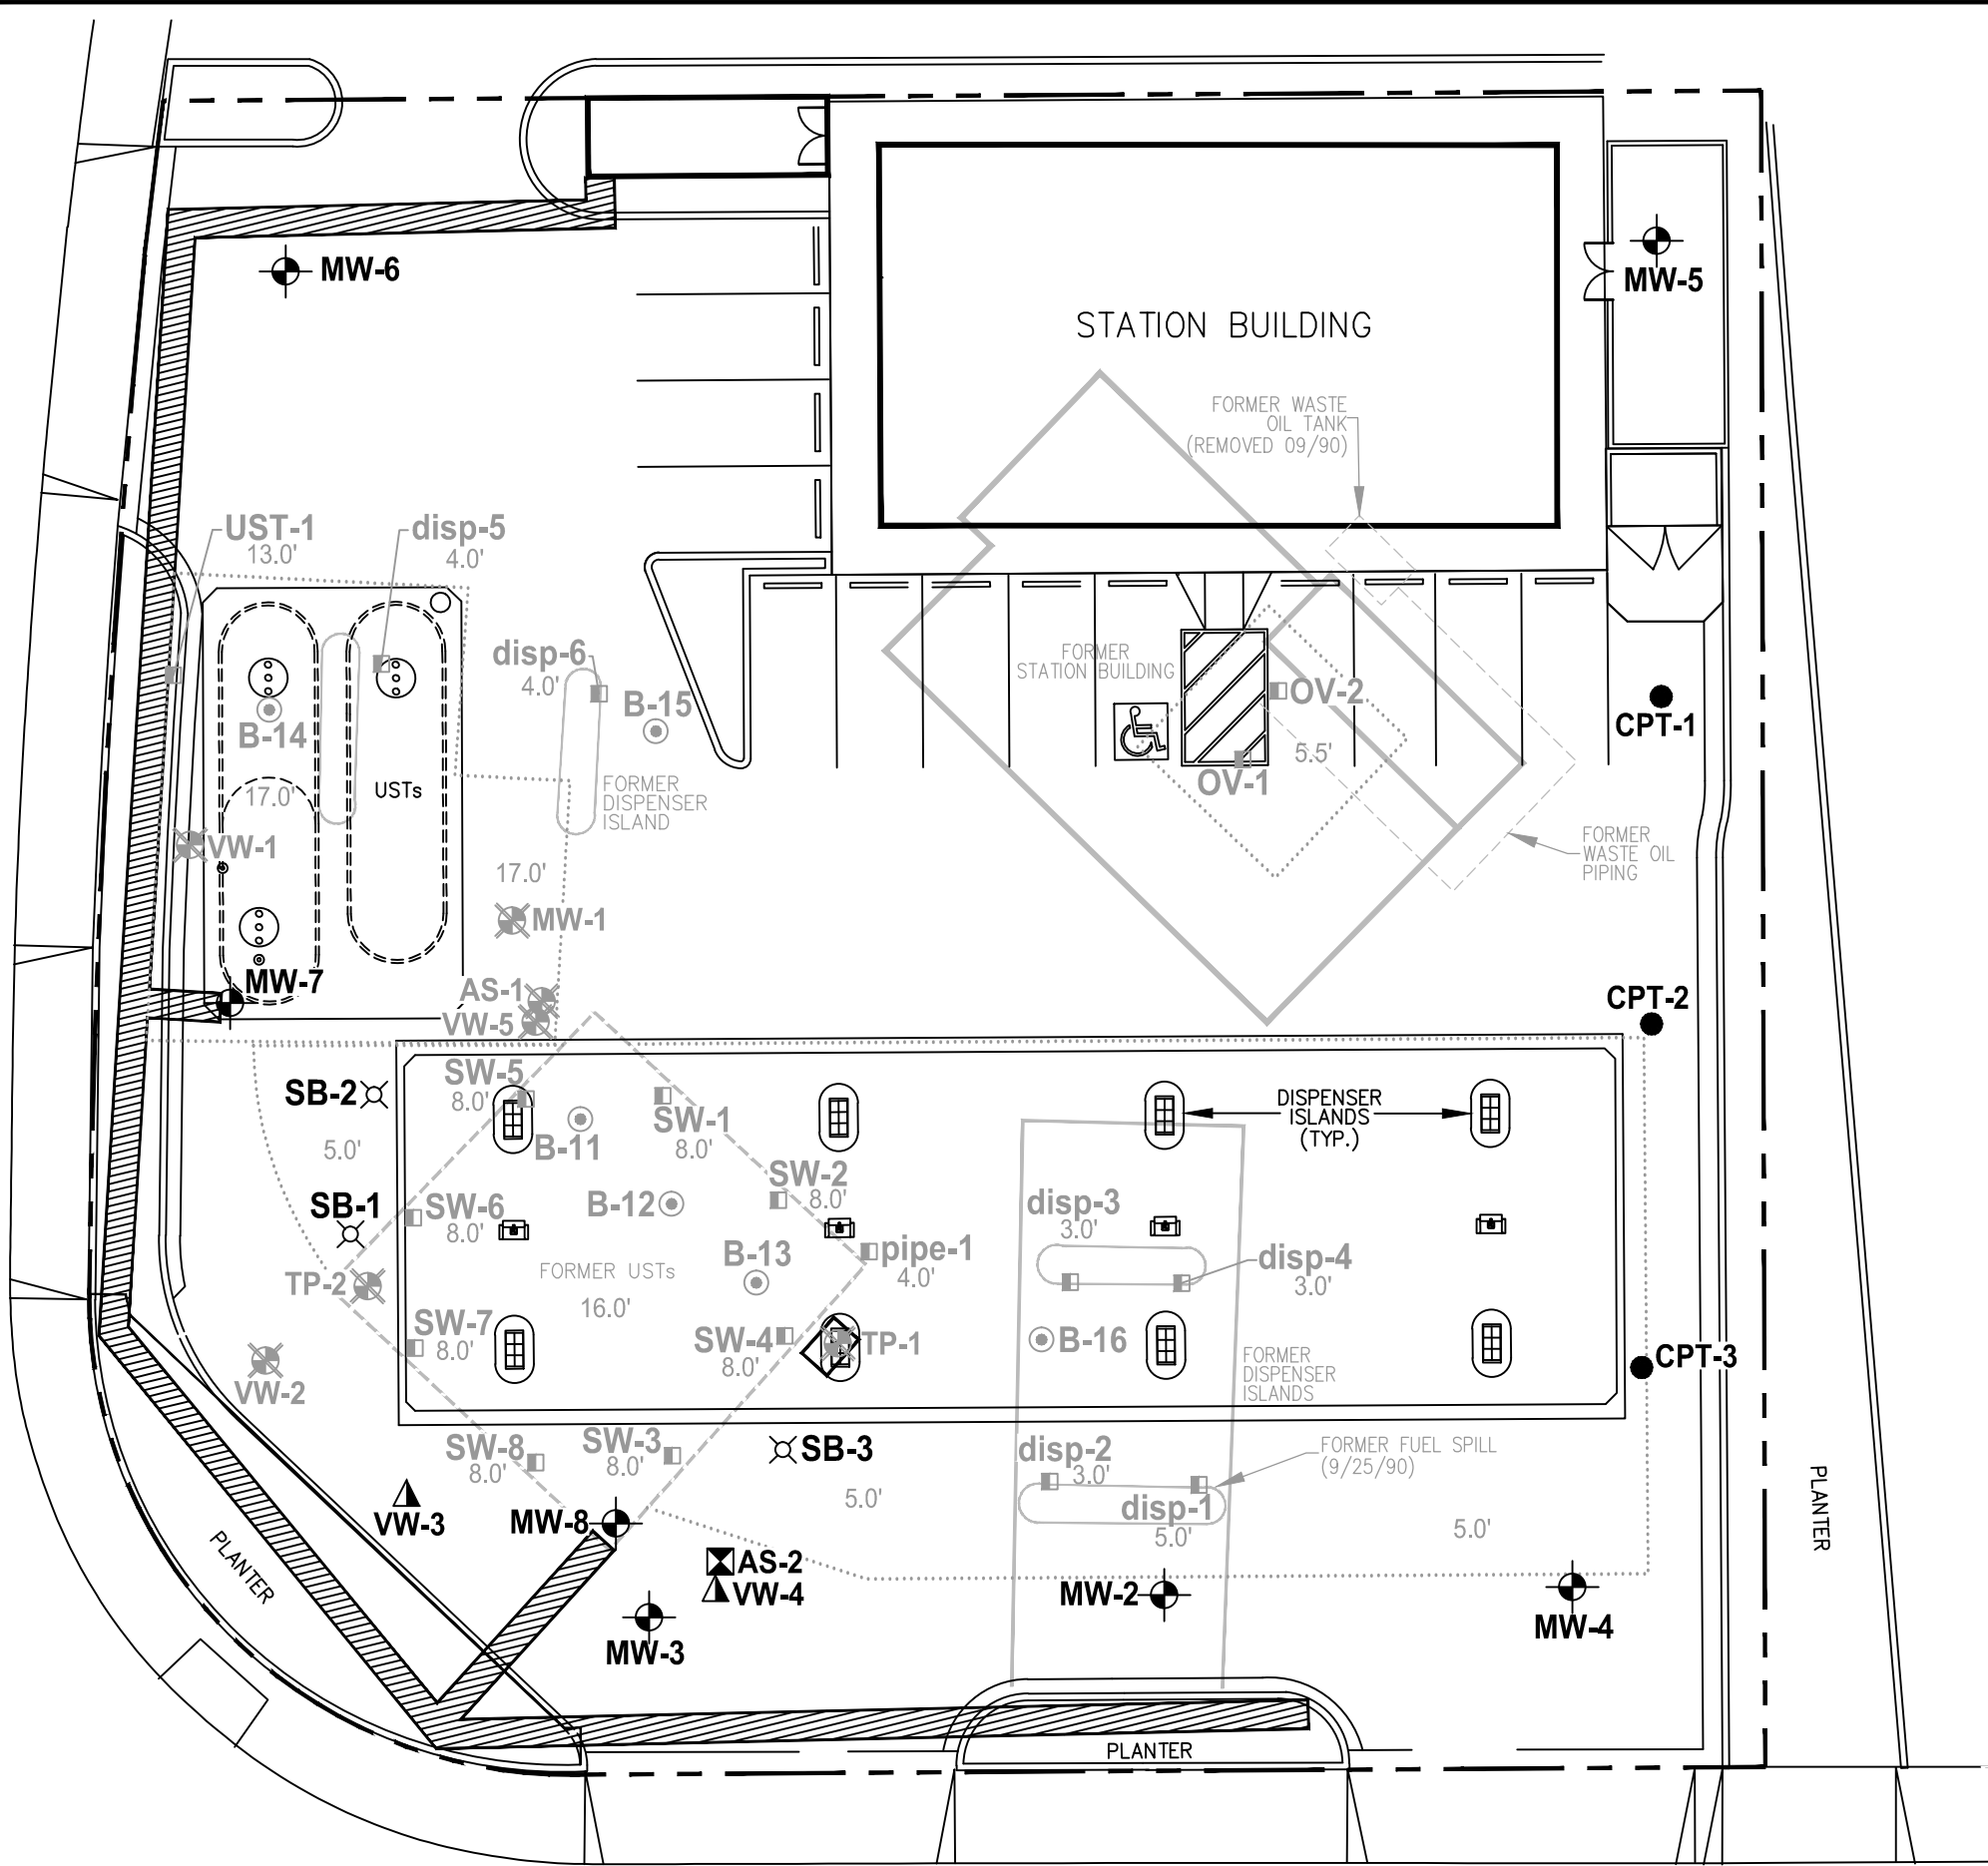 MW-6
MW-5
STATION BUILDING
FORMER WASTE
OIL TANK
(REMOVED 09/90)
UST-1
13.0'
disp-5
4.0'
disp-6
4.0'
B-15
B-14
17.0'
USTs
FORMER
DISPENSER
ISLAND
FORMER
STATION BUILDING
OV-2
5.5'
OV-1
CPT-1
VW-1
17.0'
MW-1
FORMER
WASTE OIL
PIPING
MW-7
AS-1
VW-5
CPT-2
SB-2
SW-5
8.0'
B-11
SW-1
8.0'
DISPENSER
ISLANDS
(TYP.)
5.0'
SB-1
SW-6
8.0'
B-12
SW-2
8.0'
disp-3
3.0'
B-13
pipe-1
4.0'
disp-4
3.0'
TP-2
FORMER USTs
16.0'
SW-7
8.0'
SW-4
8.0'
TP-1
B-16
FORMER
DISPENSER
ISLANDS
CPT-3
VW-2
SW-8
8.0'
SW-3
8.0'
SB-3
5.0'
disp-2
3.0'
FORMER FUEL SPILL
(9/25/90)
disp-1
5.0'
5.0'
PLANTER
VW-3
MW-8
PLANTER
AS-2
VW-4
MW-3
MW-2
MW-4
PLANTER